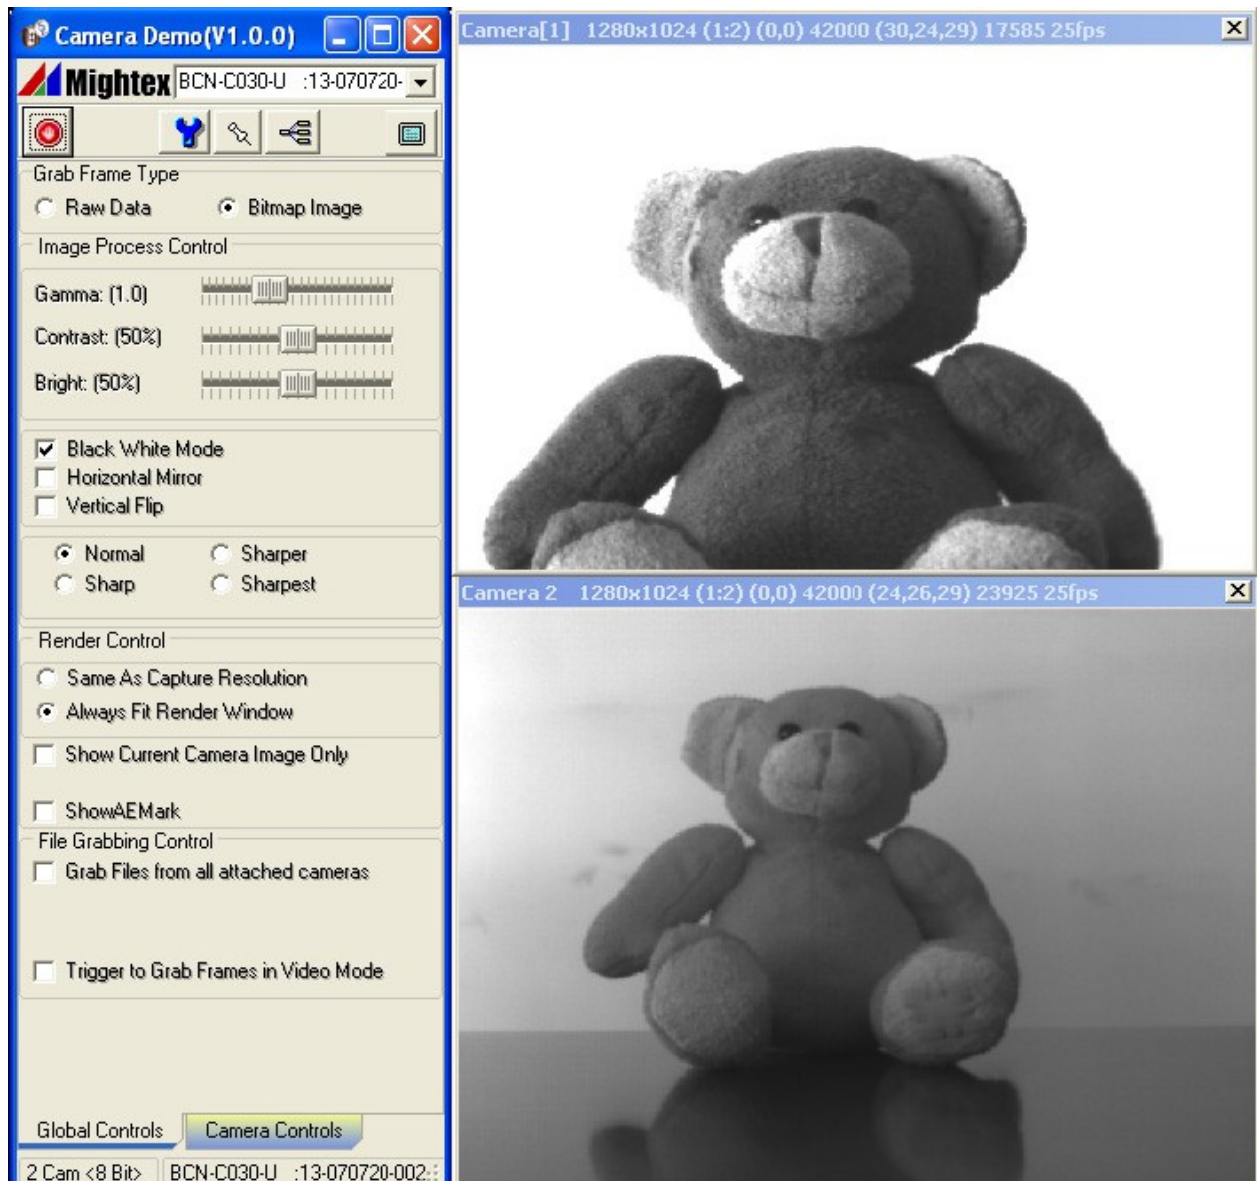 Camera Demo(V1.0.0)
Mightex BCN-C030-U :13-070720-
Grab Frame Type
Raw Data Bitmap Image
Image Process Control
Gamma: (1.0)
Contrast: (50%)
Bright: (50%)
Black White Mode
Horizontal Mirror
Vertical Flip
Normal Sharper
Sharp Sharpest
Render Control
Same As Capture Resolution
Always Fit Render Window
Show Current Camera Image Only
ShowAEMark
File Grabbing Control
Grab Files from all attached cameras
Trigger to Grab Frames in Video Mode
Global Controls Camera Controls
2 Cam <8 Bit> BCN-C030-U :13-070720-002
Camera[1] 1280x1024 (1:2) (0,0) 42000 (30,24,29) 17585 25fps
Camera 2 1280x1024 (1:2) (0,0) 42000 (24,26,29) 23925 25fps